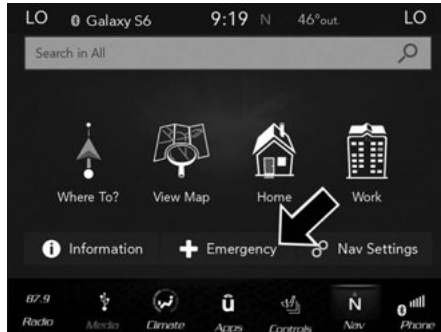 LO Galaxy S6 9:19 N 46°out. LO
Search in All
Where To? View Map Home Work
Information Emergency Nav Settings
87.9 û N
Radio Media Climate Apps Controls Nav Phone